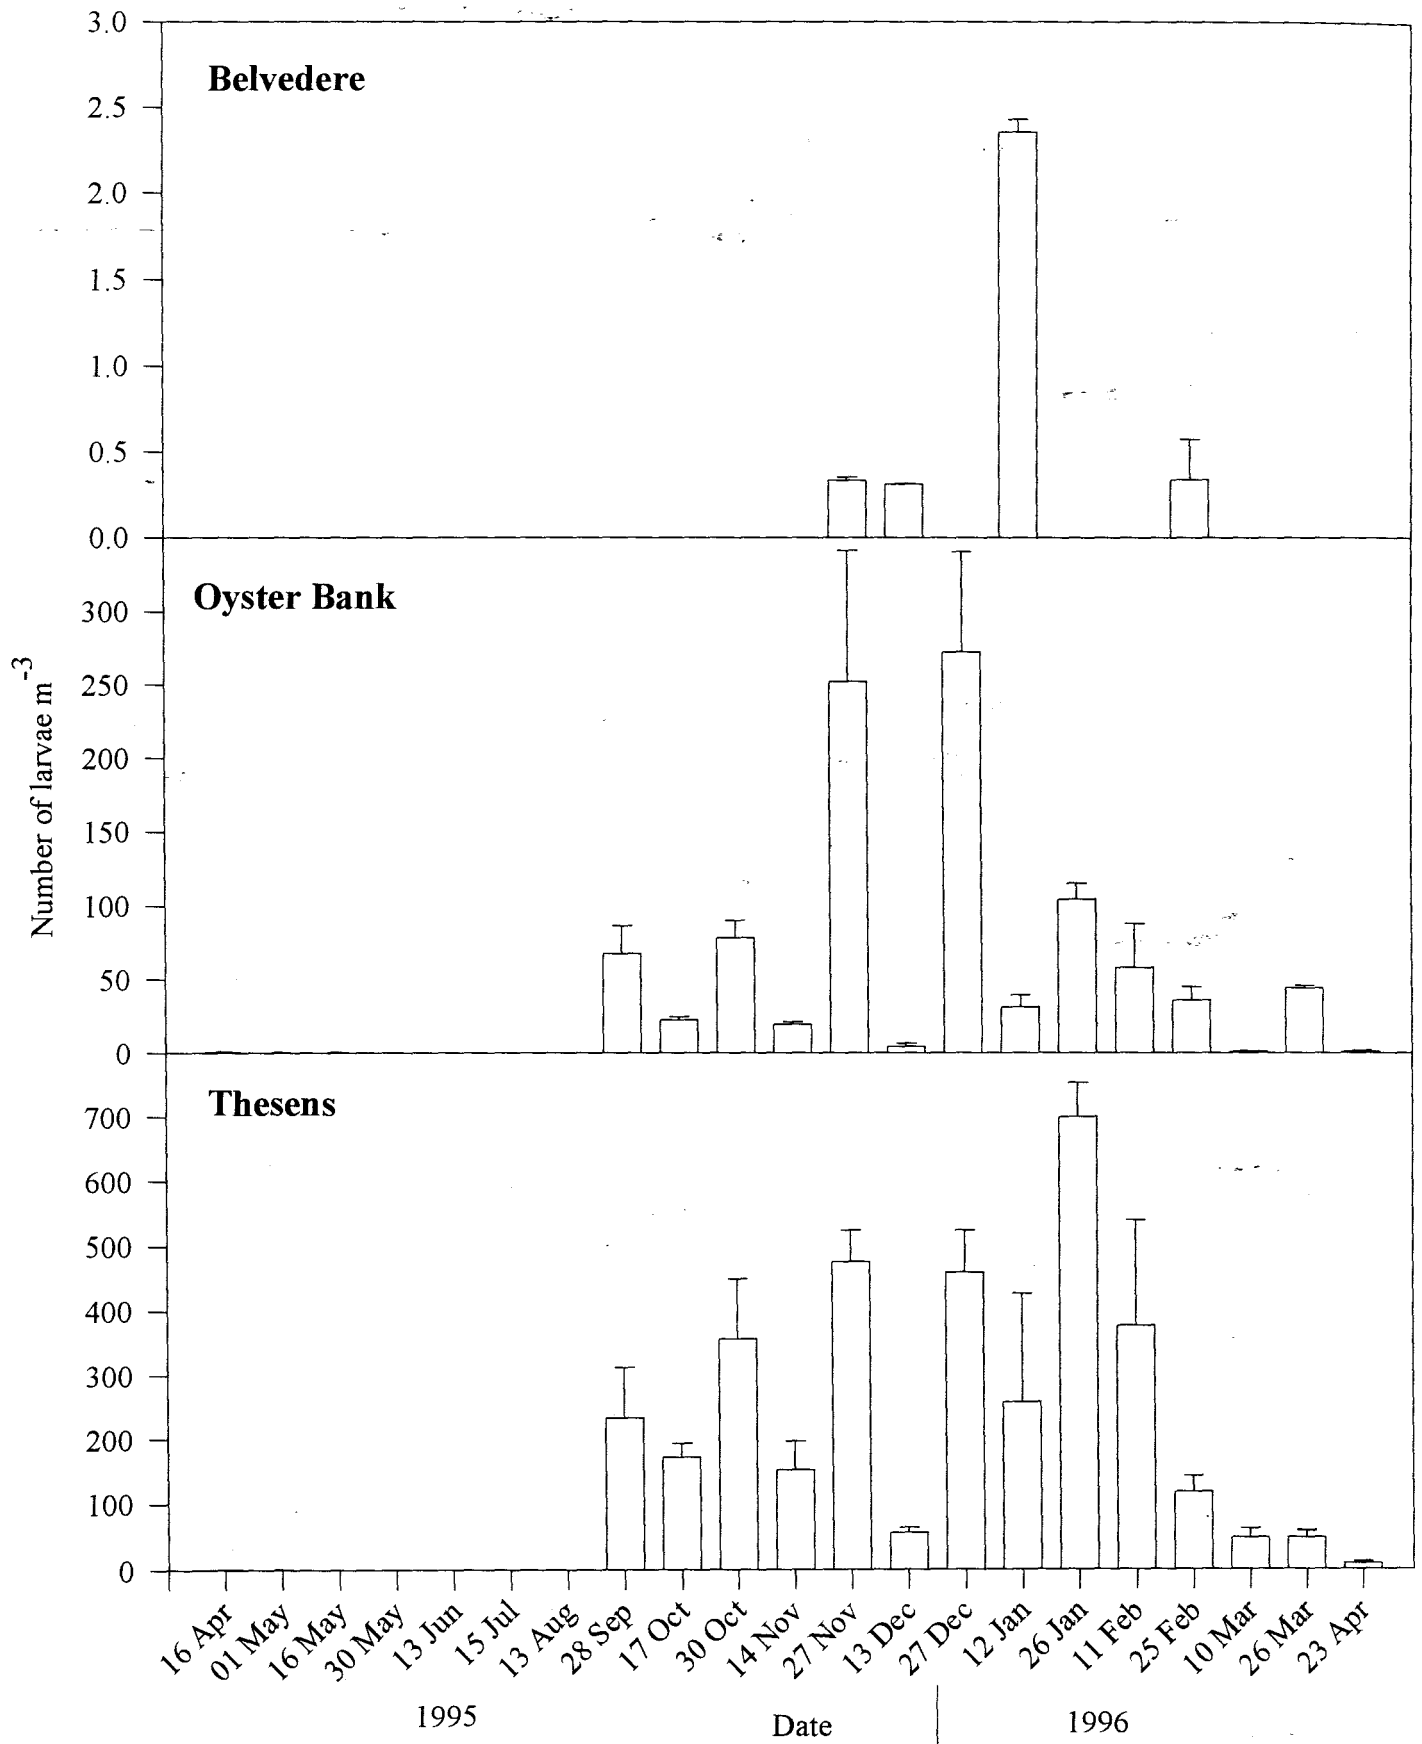 3.0
Belvedere
2.5
2.0
1.5
1.0
0.5
0.0
Oyster Bank
300
250
200
150
100
50
0
Number of larvae m⁻³
Thesens
700
600
500
400
300
200
100
0
16 Apr
01 May
16 May
30 May
13 Jun
15 Jul
13 Aug
28 Sep
17 Oct
30 Oct
14 Nov
27 Nov
13 Dec
27 Dec
12 Jan
26 Jan
11 Feb
25 Feb
10 Mar
26 Mar
23 Apr
1995
Date
1996